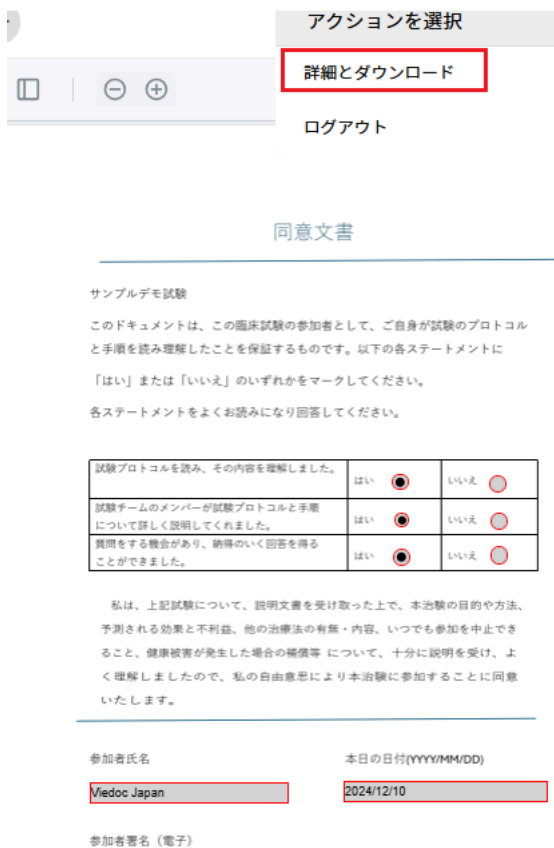 アクションを選択
詳細とダウンロード
ログアウト
同意文書
サンプルデモ試験
このドキュメントは、この臨床試験の参加者として、ご自身が試験のプロトコル
と手順を読み理解したことを保証するものです。以下の各ステートメントに
「はい」または「いいえ」のいずれかをマークしてください。
各ステートメントをよくお読みになり回答してください。
試験プロトコルを読み、その内容を理解しました。
はい
いいえ
試験チームのメンバーが試験プロトコルと手順
について詳しく説明してくれました。
はい
いいえ
質問をする機会があり、納得のいく回答を得る
ことができました。
はい
いいえ
私は、上記試験について、説明文書を受け取った上で、本治験の目的や方法、
予測される効果と不利益、他の治療法の有無・内容、いつでも参加を中止でき
ること、健康被害が発生した場合の補償等 について、十分に説明を受け、よ
く理解しましたので、私の自由意思により本治験に参加することに同意
いたします。
参加者氏名
本日の日付(YYYY/MM/DD)
Viedoc Japan
2024/12/10
参加者署名（電子）